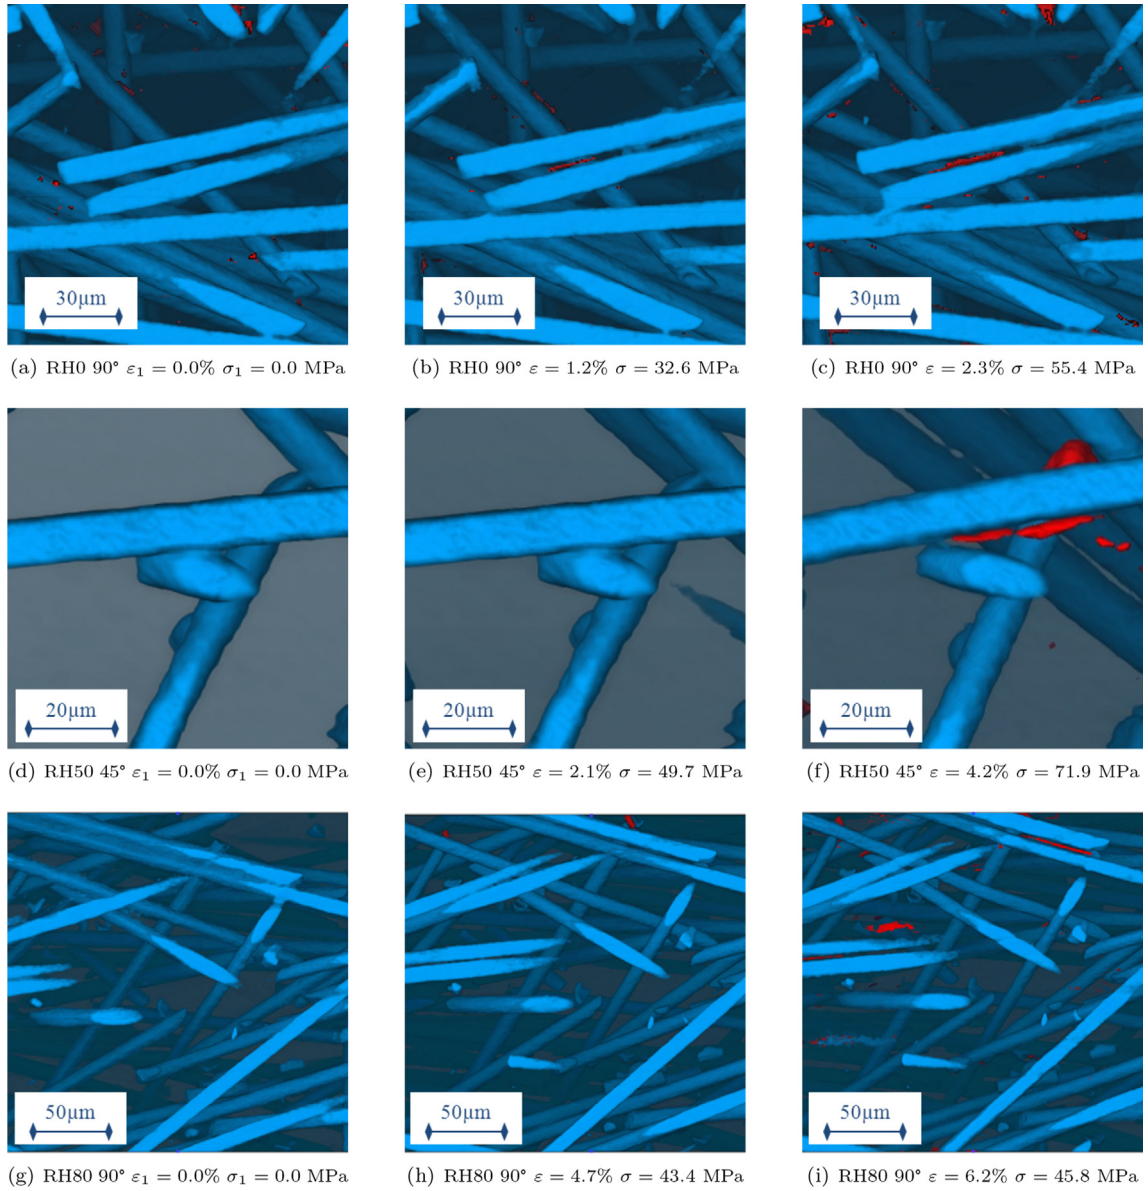 30μm
30μm
30μm
(a) RH0 90° ε₁ = 0.0% σ₁ = 0.0 MPa
(b) RH0 90° ε = 1.2% σ = 32.6 MPa
(c) RH0 90° ε = 2.3% σ = 55.4 MPa
20μm
20μm
20μm
(d) RH50 45° ε₁ = 0.0% σ₁ = 0.0 MPa
(e) RH50 45° ε = 2.1% σ = 49.7 MPa
(f) RH50 45° ε = 4.2% σ = 71.9 MPa
50μm
50μm
50μm
(g) RH80 90° ε₁ = 0.0% σ₁ = 0.0 MPa
(h) RH80 90° ε = 4.7% σ = 43.4 MPa
(i) RH80 90° ε = 6.2% σ = 45.8 MPa